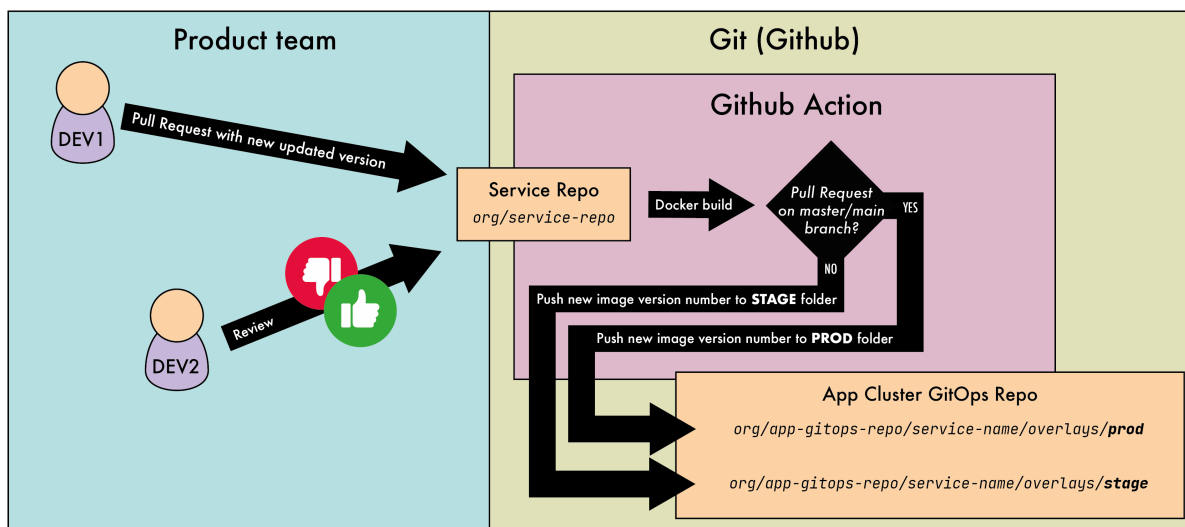 Product team
Git (Github)
DEV1
Pull Request with new updated version
Github Action
Service Repo
org/service-repo
Docker build
Pull Request
on master/main
branch?
YES
NO
DEV2
Review
Push new image version number to STAGE folder
Push new image version number to PROD folder
App Cluster GitOps Repo
org/app-gitops-repo/service-name/overlays/prod
org/app-gitops-repo/service-name/overlays/stage